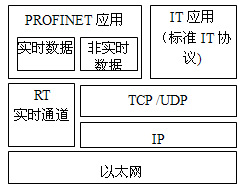 PROFINET 应用
实时数据
非实时
数据
IT 应用
（标准 IT 协
议）
RT
实时通道
TCP /UDP
IP
以太网